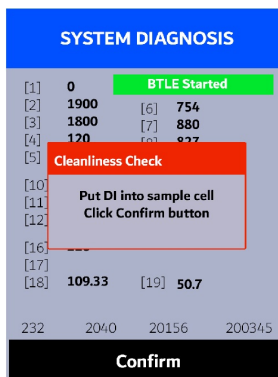 SYSTEM DIAGNOSIS
[1] 0 BTLE Started
[2] 1900 [6] 754
[3] 1800 [7] 880
[4] 120 [8] 827
[5]
Cleanliness Check
[10]
Put DI into sample cell
[11]
Click Confirm button
[12]
[16]
[17]
[18] 109.33 [19] 50.7
232 2040 20156 200345
Confirm